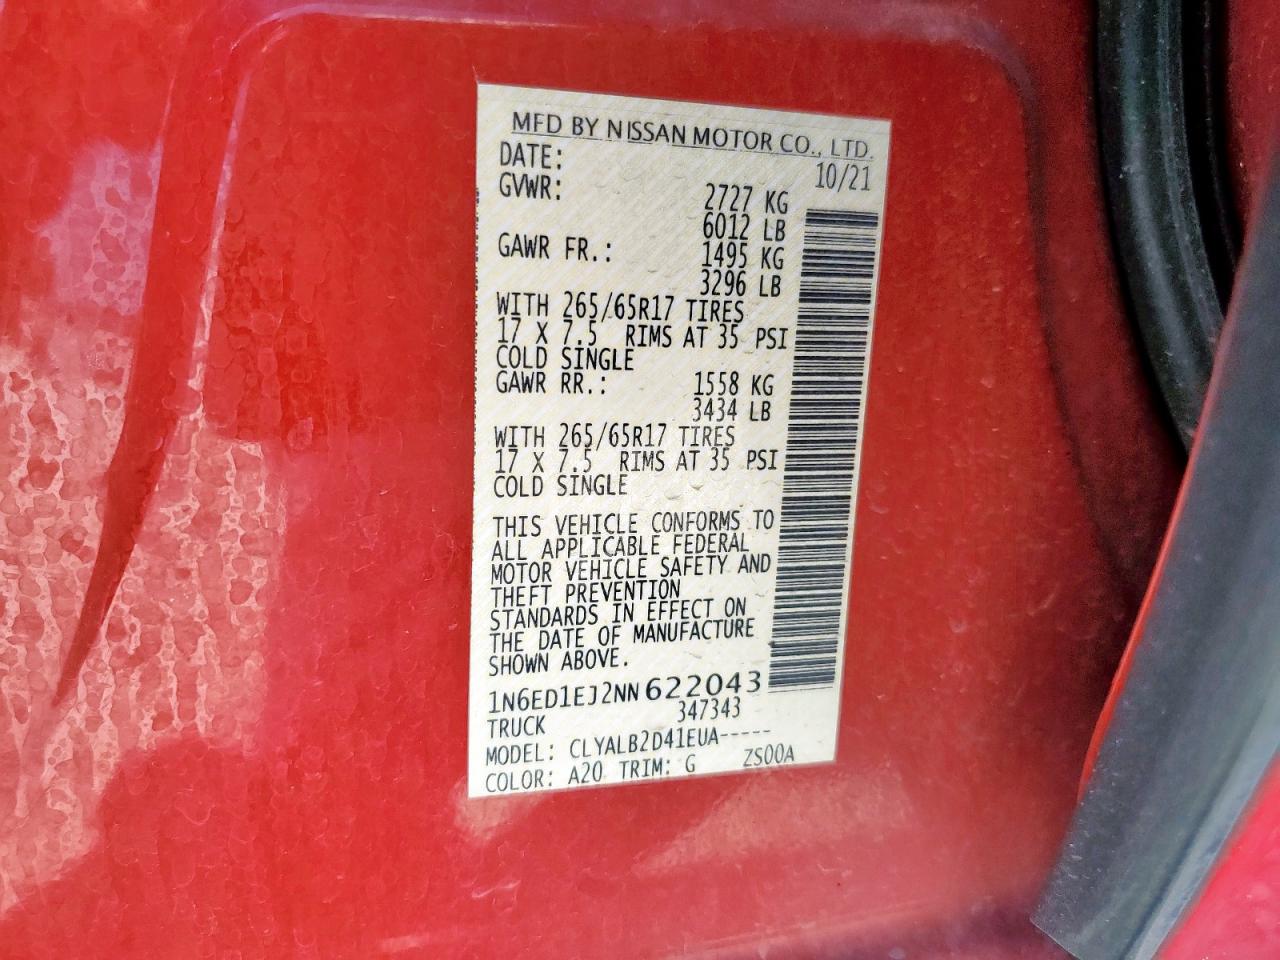 MFD BY NISSAN MOTOR CO., LTD.
DATE: 10/21
GVWR: 2727 KG
6012 LB
GAWR FR.: 1495 KG
3296 LB
WITH 265/65R17 TIRES
17 X 7.5 RIMS AT 35 PSI
COLD SINGLE
GAWR RR.: 1558 KG
3434 LB
WITH 265/65R17 TIRES
17 X 7.5 RIMS AT 35 PSI
COLD SINGLE
THIS VEHICLE CONFORMS TO
ALL APPLICABLE FEDERAL
MOTOR VEHICLE SAFETY AND
THEFT PREVENTION
STANDARDS IN EFFECT ON
THE DATE OF MANUFACTURE
SHOWN ABOVE.
1N6ED1EJ2NN622043
TRUCK 347343
MODEL: CLYALB2D41EUA-----
COLOR: A20 TRIM: G ZS00A